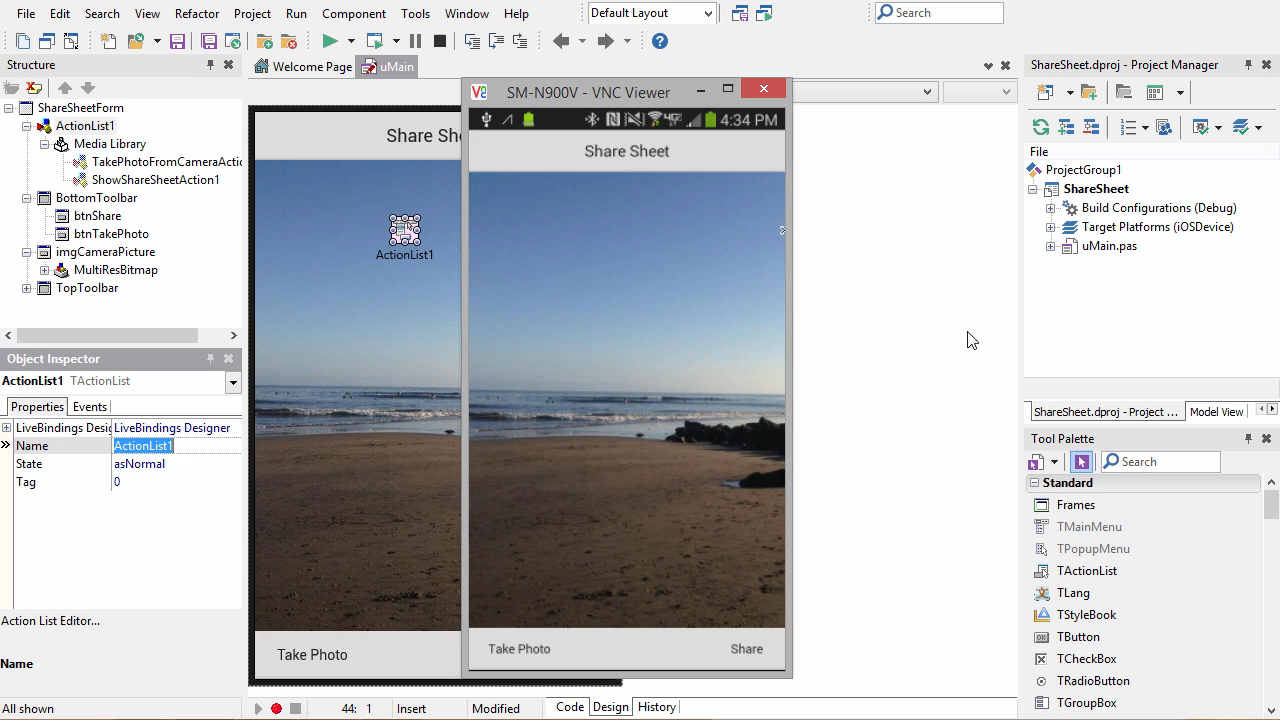 File Edit Search View Refactor Project Run Component Tools Window Help
Default Layout
Search
Structure
Welcome Page
uMain
ShareSheet.dproj - Project Manager
ShareSheetForm
ActionList1
Media Library
TakePhotoFromCameraActio
ShowShareSheetAction1
BottomToolbar
btnShare
btnTakePhoto
imgCameraPicture
MultiResBitmap
TopToolbar
Object Inspector
ActionList1 TActionList
Properties Events
LiveBindings Desig LiveBindings Designer
Name ActionList1
State asNormal
Tag 0
Action List Editor...
Name
All shown
Share She
ActionList1
Take Photo
SM-N900V - VNC Viewer
4:34 PM
Share Sheet
Take Photo Share
44: 1 Insert Modified
Code Design History
File
ProjectGroup1
ShareSheet
Build Configurations (Debug)
Target Platforms (iOSDevice)
uMain.pas
ShareSheet.dproj - Project ... Model View
Tool Palette
Search
Standard
Frames
TMainMenu
TPopupMenu
TActionList
TLang
TStyleBook
TButton
TCheckBox
TRadioButton
TGroupBox